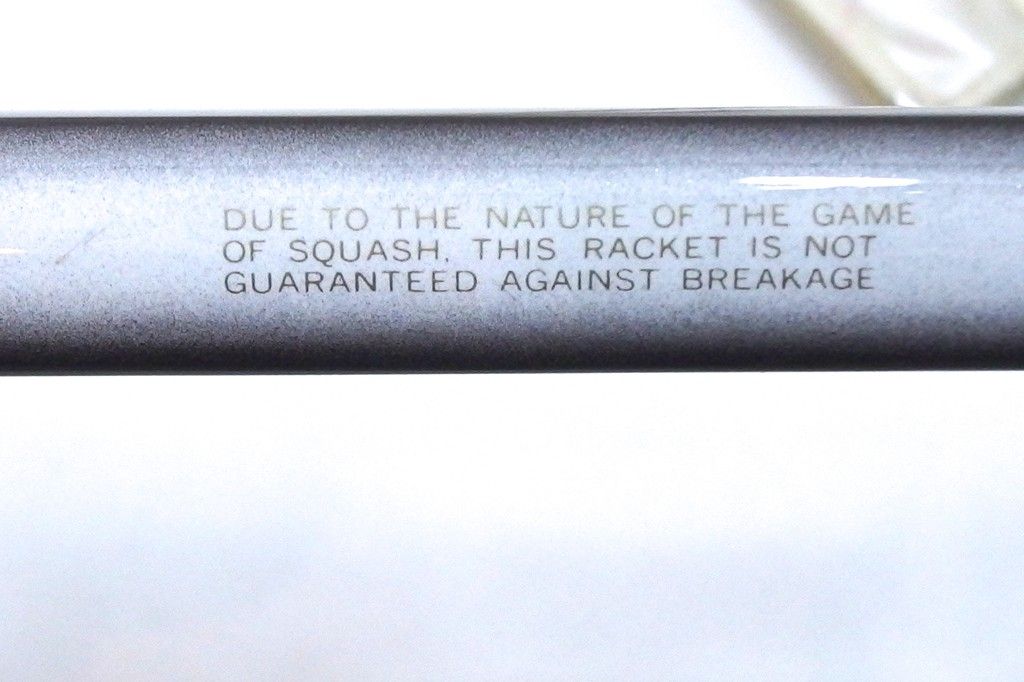 DUE TO THE NATURE OF THE GAME
OF SQUASH, THIS RACKET IS NOT
GUARANTEED AGAINST BREAKAGE